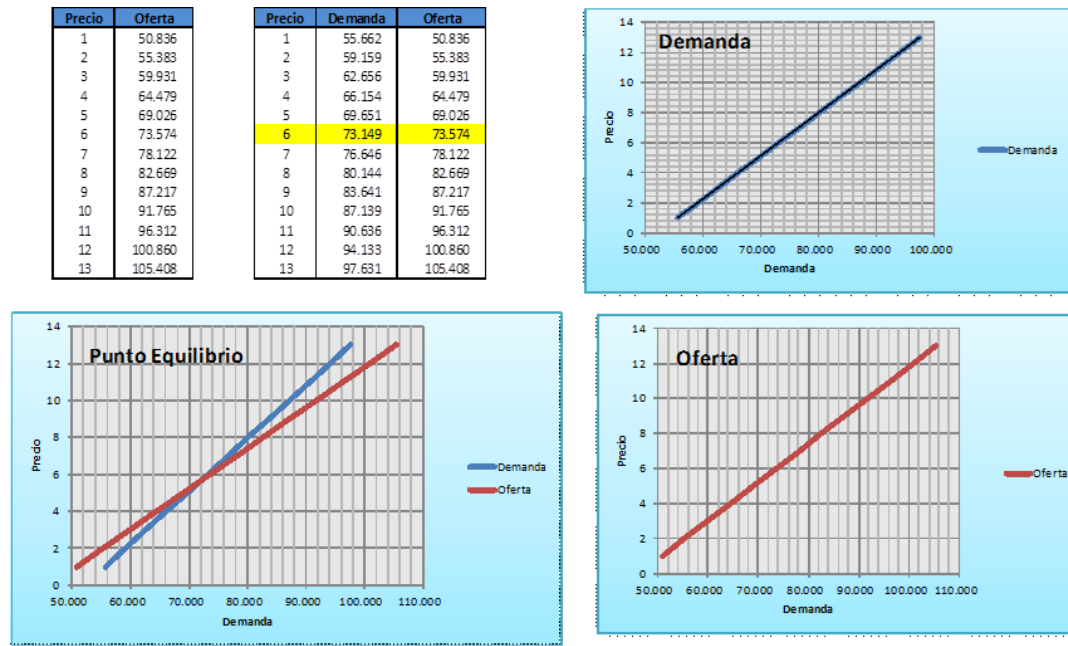 Precio Oferta
1 50.836
2 55.383
3 59.931
4 64.479
5 69.026
6 73.574
7 78.122
8 82.669
9 87.217
10 91.765
11 96.312
12 100.860
13 105.408
Precio Demanda Oferta
1 55.662 50.836
2 59.159 55.383
3 62.656 59.931
4 66.154 64.479
5 69.651 69.026
6 73.149 73.574
7 76.646 78.122
8 80.144 82.669
9 83.641 87.217
10 87.139 91.765
11 90.636 96.312
12 94.133 100.860
13 97.631 105.408
Demanda
Precio
14
12
10
8
6
4
2
0
50.000 60.000 70.000 80.000 90.000 100.000
Demanda
Demanda
Punto Equilibrio
Precio
14
12
10
8
6
4
2
0
50.000 60.000 70.000 80.000 90.000 100.000 110.000
Demanda
Demanda
Oferta
Oferta
Precio
14
12
10
8
6
4
2
0
50.000 60.000 70.000 80.000 90.000 100.000 110.000
Demanda
Oferta